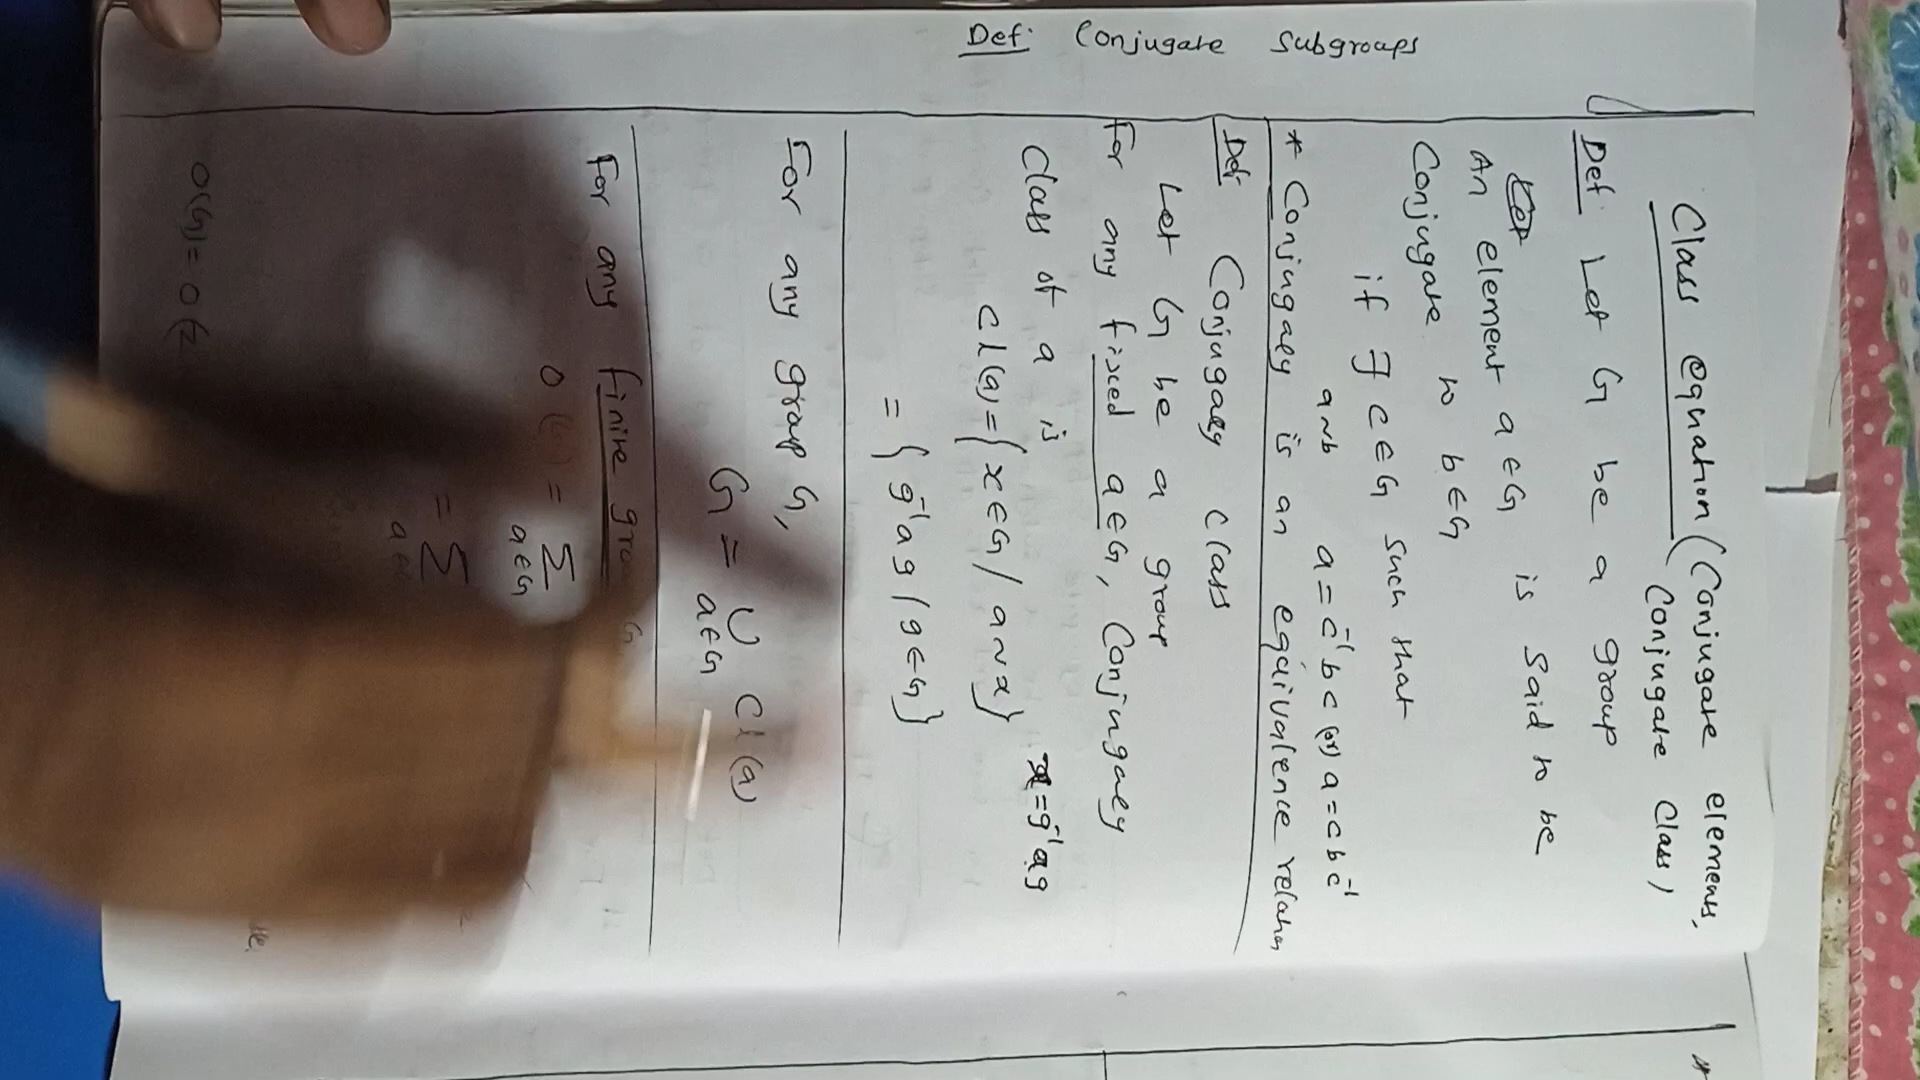 Def: Conjugate Subgroups
Class equation (Conjugate elements,
Conjugate Class)
Def: Let G be a group
An element a∈G is said to be
Conjugate to b∈G
if ∃ c∈G such that
a~b a = c⁻¹bc (or) a = cbc⁻¹
* Conjugacy is an equivalence relation
Def: Conjugacy class
Let G be a group
For any fixed a∈G, Conjugacy
Class of a is x = g⁻¹ag
cl(a) = {x∈G / a~x}
= {g⁻¹ag / g∈G}
For any group G,
G = ∪ cl(a)
a∈G
For any finite G
O(G) = Σ
a∈G
= Σ
O(G) = O(Z